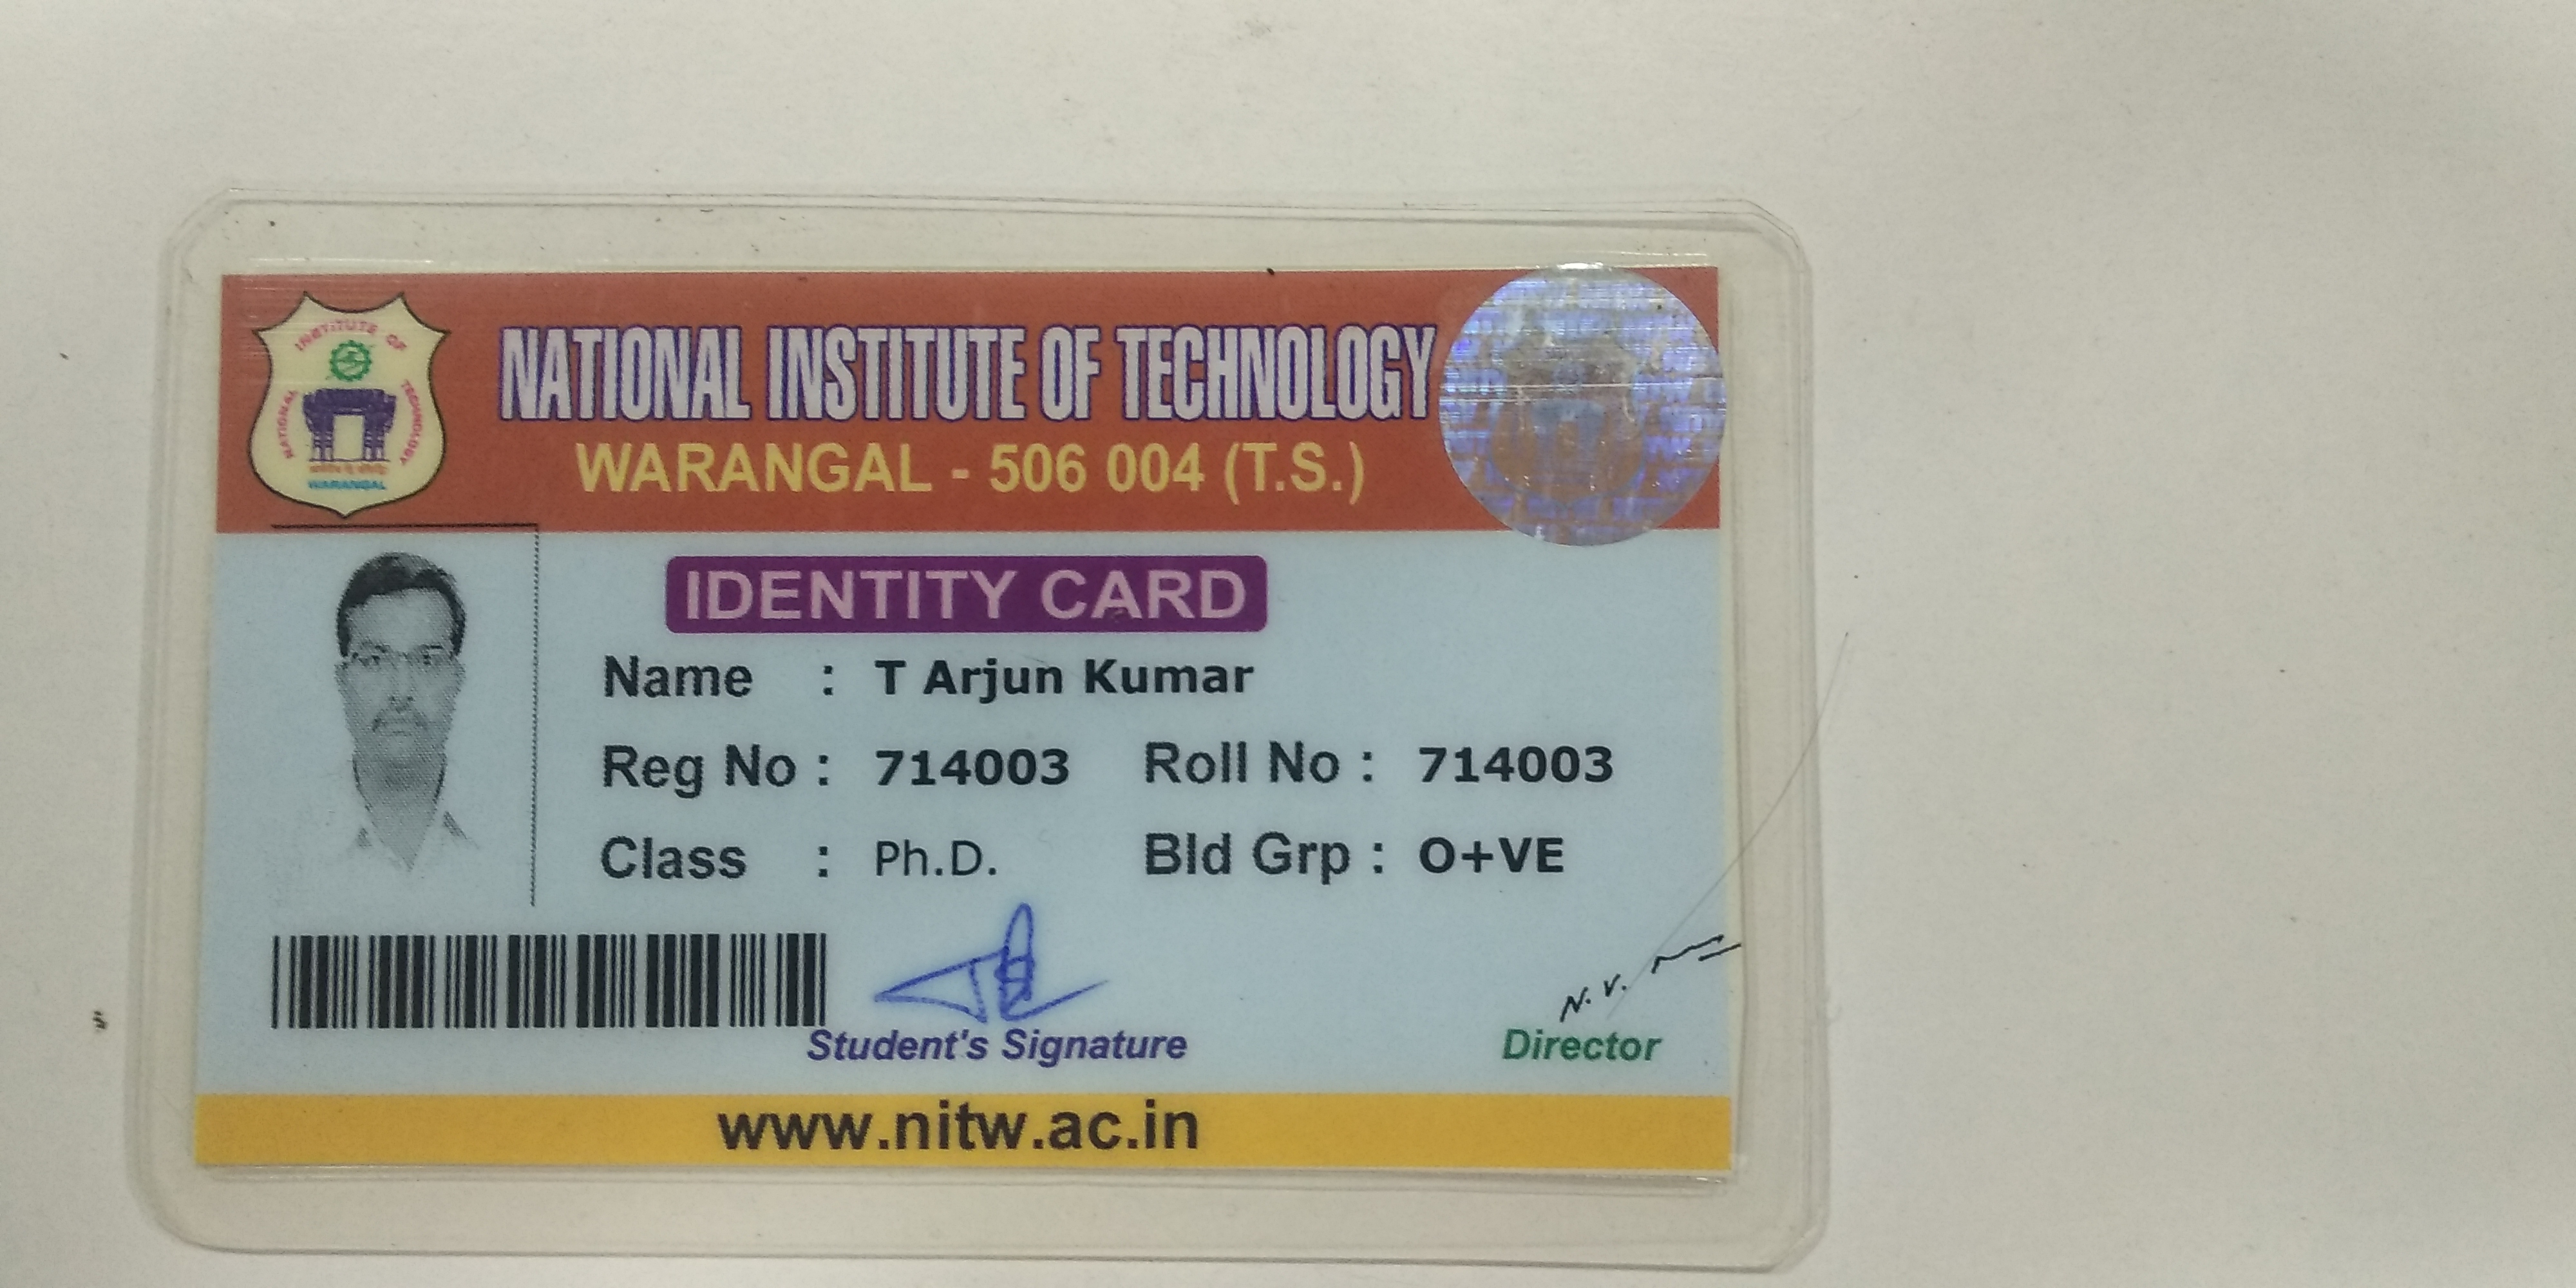 NATIONAL INSTITUTE OF TECHNOLOGY
WARANGAL - 506 004 (T.S.)
NATIONAL INSTITUTE OF TECHNOLOGY
WARANGAL
IDENTITY CARD
Name : T Arjun Kumar
Reg No : 714003 Roll No : 714003
Class : Ph.D. Bld Grp : O+VE
N. V.
Student's Signature Director
www.nitw.ac.in